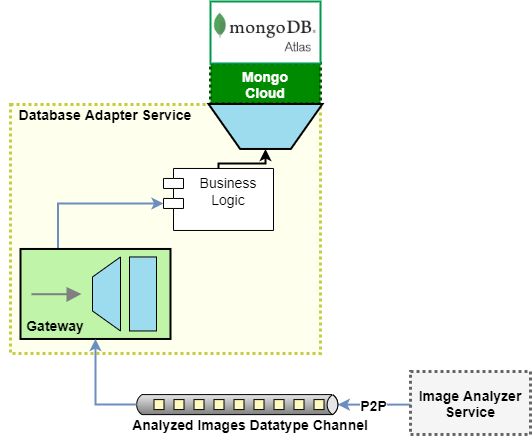 mongoDB
Atlas
Mongo
Cloud
Database Adapter Service
Business
Logic
Gateway
P2P
Image Analyzer
Service
Analyzed Images Datatype Channel